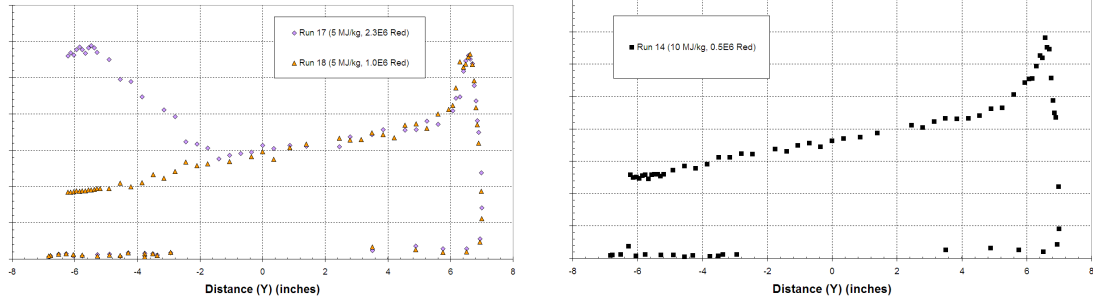 Run 17 (5 MJ/kg, 2.3E6 Red)
Run 18 (5 MJ/kg, 1.0E6 Red)
-8 -6 -4 -2 0 2 4 6 8
Distance (Y) (inches)
Run 14 (10 MJ/kg, 0.5E6 Red)
-8 -6 -4 -2 0 2 4 6 8
Distance (Y) (inches)